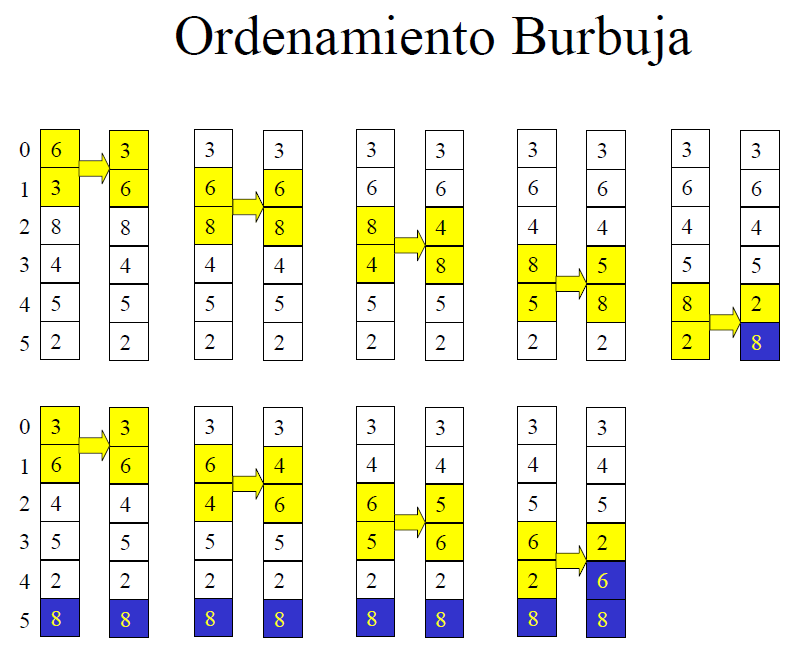 Ordenamiento Burbuja
0 6 3 3 3 3 3 3 3 3 3
1 3 6 6 6 6 6 6 6 6 6
2 8 8 8 8 8 4 4 4 4 4
3 4 4 4 4 4 8 8 5 5 5
4 5 5 5 5 5 5 5 8 8 2
5 2 2 2 2 2 2 2 2 2 8
0 3 3 3 3 3 3 3 3
1 6 6 6 4 4 4 4 4
2 4 4 4 6 6 5 5 5
3 5 5 5 5 5 6 6 2
4 2 2 2 2 2 2 2 6
5 8 8 8 8 8 8 8 8